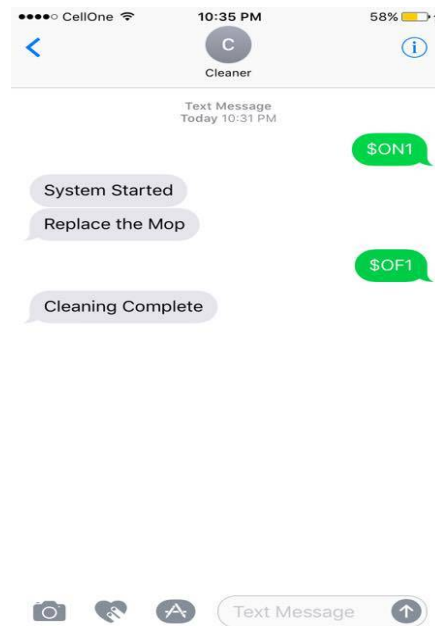 CellOne 10:35 PM 58%
C
Cleaner
Text Message
Today 10:31 PM
$ON1
System Started
Replace the Mop
$OF1
Cleaning Complete
Text Message